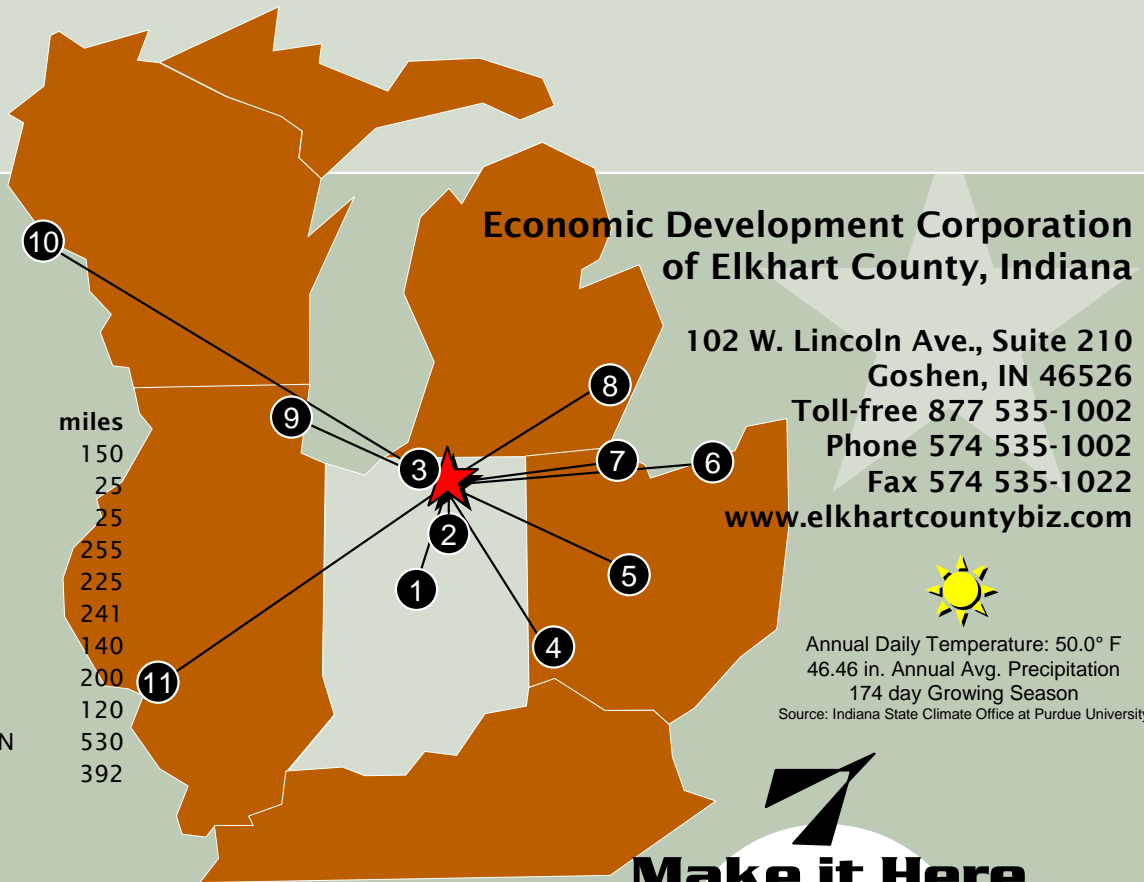 10
Economic Development Corporation
of Elkhart County, Indiana
102 W. Lincoln Ave., Suite 210
Goshen, IN 46526
Toll-free 877 535-1002
Phone 574 535-1002
Fax 574 535-1022
www.elkhartcountybiz.com
8
9
3
7
6
2
1
5
4
11
miles
150
25
25
255
225
241
140
200
120
N 530
392
Annual Daily Temperature: 50.0° F
46.46 in. Annual Avg. Precipitation
174 day Growing Season
Source: Indiana State Climate Office at Purdue University
Make it Here